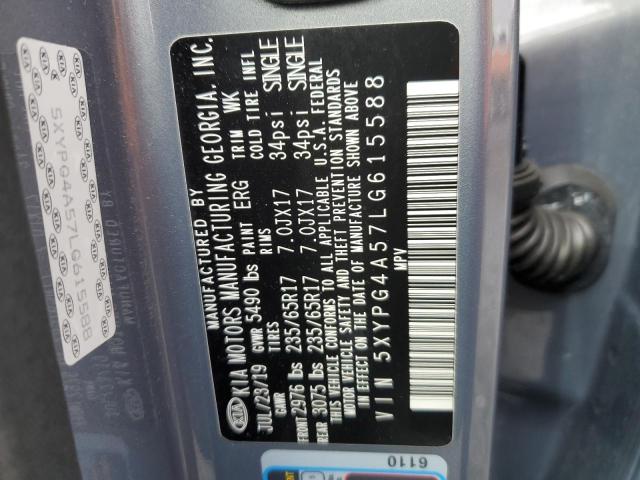 MANUFACTURED BY
KIA KIA MOTORS MANUFACTURING GEORGIA, INC.
JUL/23/19 GVWR 5490 lbs PAINT ERG TRIM WK
GAWR TIRES RIMS COLD TIRE INFL
FRONT 2976 lbs 235/65R17 7.0JX17 34psi SINGLE
REAR 3075 lbs 235/65R17 7.0JX17 34psi SINGLE
THIS VEHICLE CONFORMS TO ALL APPLICABLE U.S.A. FEDERAL
MOTOR VEHICLE SAFETY AND THEFT PREVENTION STANDARDS
IN EFFECT ON THE DATE OF MANUFACTURE SHOWN ABOVE
VIN 5XYPG4A57LG615588
MPV
5XYPG4A57LG615588
6110